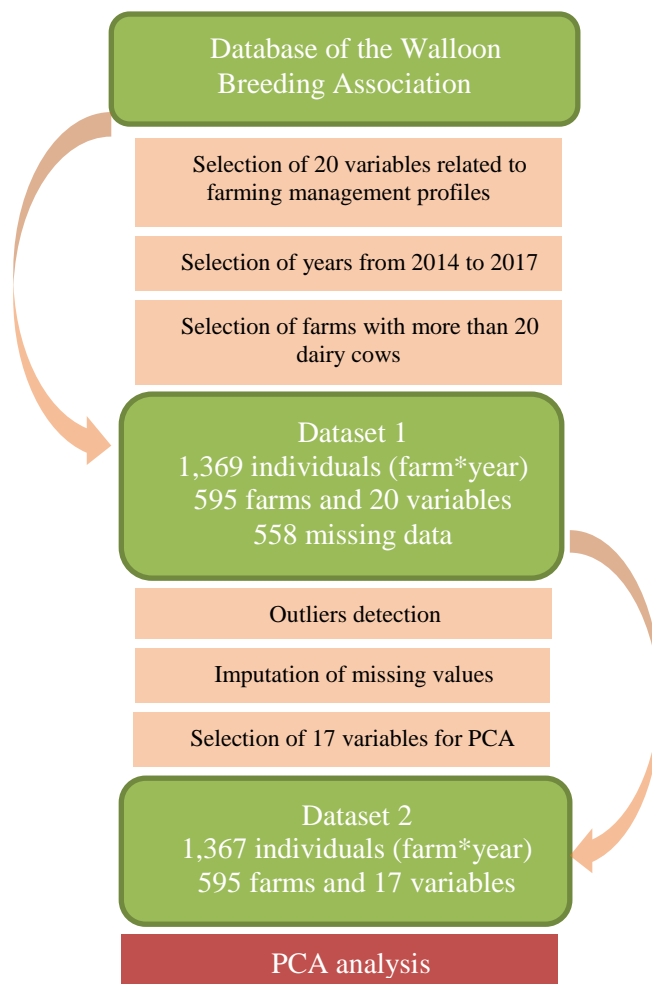 Database of the Walloon
Breeding Association
Selection of 20 variables related to
farming management profiles
Selection of years from 2014 to 2017
Selection of farms with more than 20
dairy cows
Dataset 1
1,369 individuals (farm*year)
595 farms and 20 variables
558 missing data
Outliers detection
Imputation of missing values
Selection of 17 variables for PCA
Dataset 2
1,367 individuals (farm*year)
595 farms and 17 variables
PCA analysis